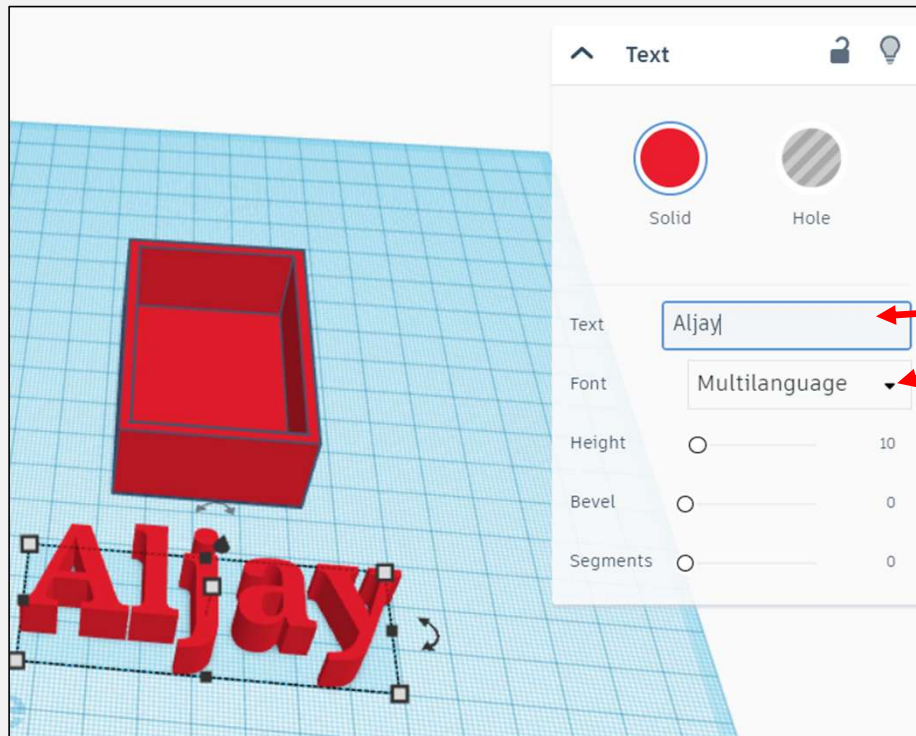 Text
Solid
Hole
Text
Aljay
Font
Multilanguage
Height
10
Bevel
0
Segments
0
Aljay